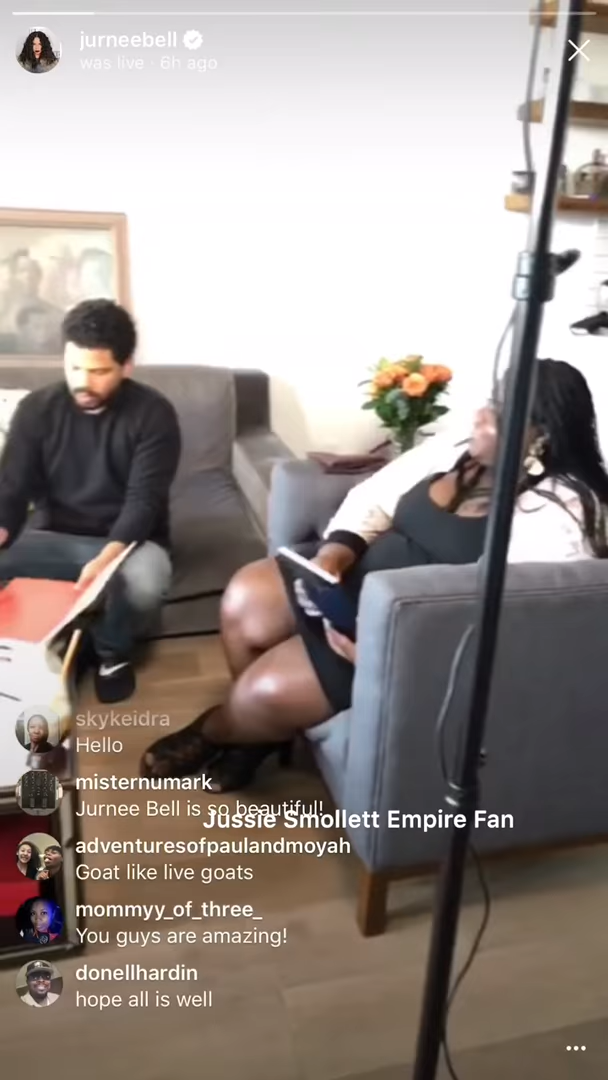 jurneebell
was live · 6h ago
skykeidra
Hello
misternumark
Jurnee Bell is so beautiful!
Jussie Smollett Empire Fan
adventuresofpaulandmoyah
Goat like live goats
mommyy_of_three_
You guys are amazing!
donellhardin
hope all is well